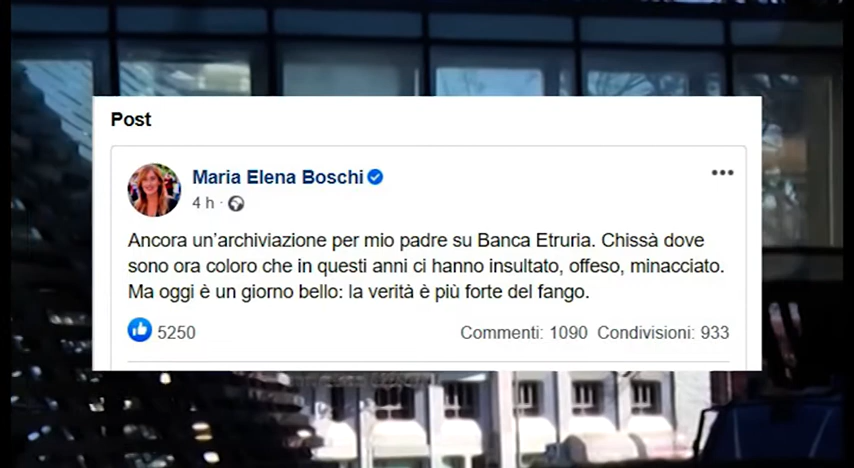 Post
Maria Elena Boschi
4 h ·
Ancora un'archiviazione per mio padre su Banca Etruria. Chissà dove
sono ora coloro che in questi anni ci hanno insultato, offeso, minacciato.
Ma oggi è un giorno bello: la verità è più forte del fango.
5250 Commenti: 1090 Condivisioni: 933